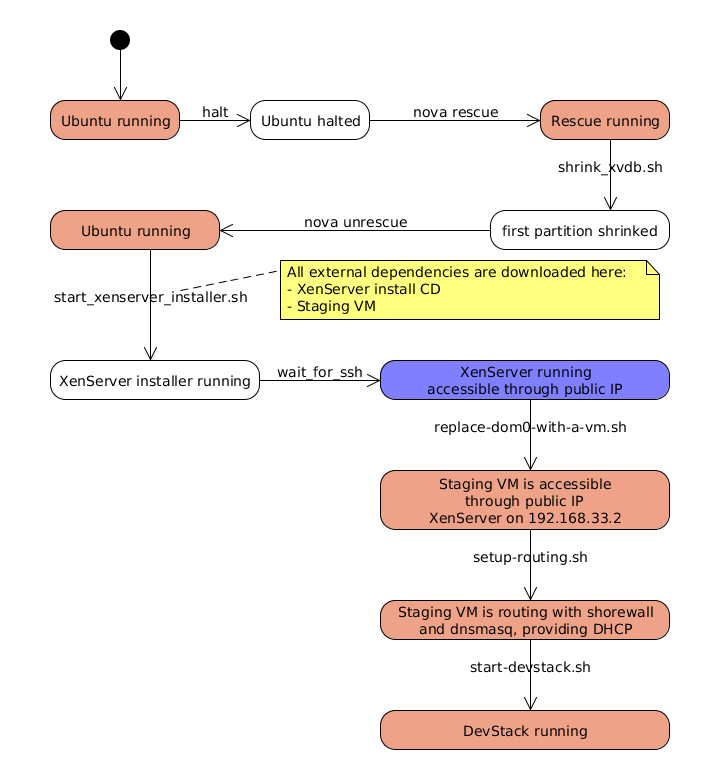 halt
nova rescue
Ubuntu running
Ubuntu halted
Rescue running
shrink_xvdb.sh
nova unrescue
Ubuntu running
first partition shrinked
All external dependencies are downloaded here:
- XenServer install CD
- Staging VM
start_xenserver_installer.sh
wait_for_ssh
XenServer installer running
XenServer running
accessible through public IP
replace-dom0-with-a-vm.sh
Staging VM is accessible
through public IP
XenServer on 192.168.33.2
setup-routing.sh
Staging VM is routing with shorewall
and dnsmasq, providing DHCP
start-devstack.sh
DevStack running